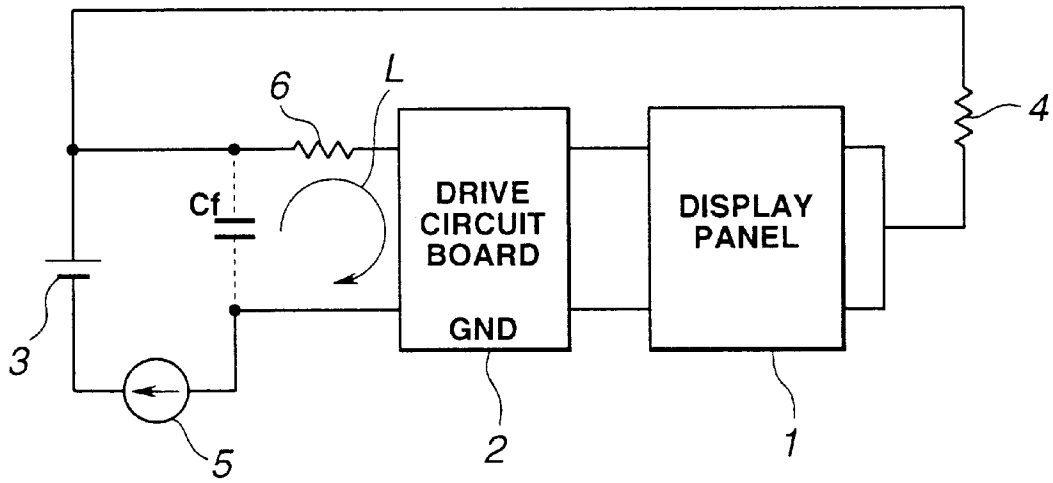 L
6
4
Cf
DRIVE
CIRCUIT
BOARD
DISPLAY
PANEL
GND
3
5
2
1